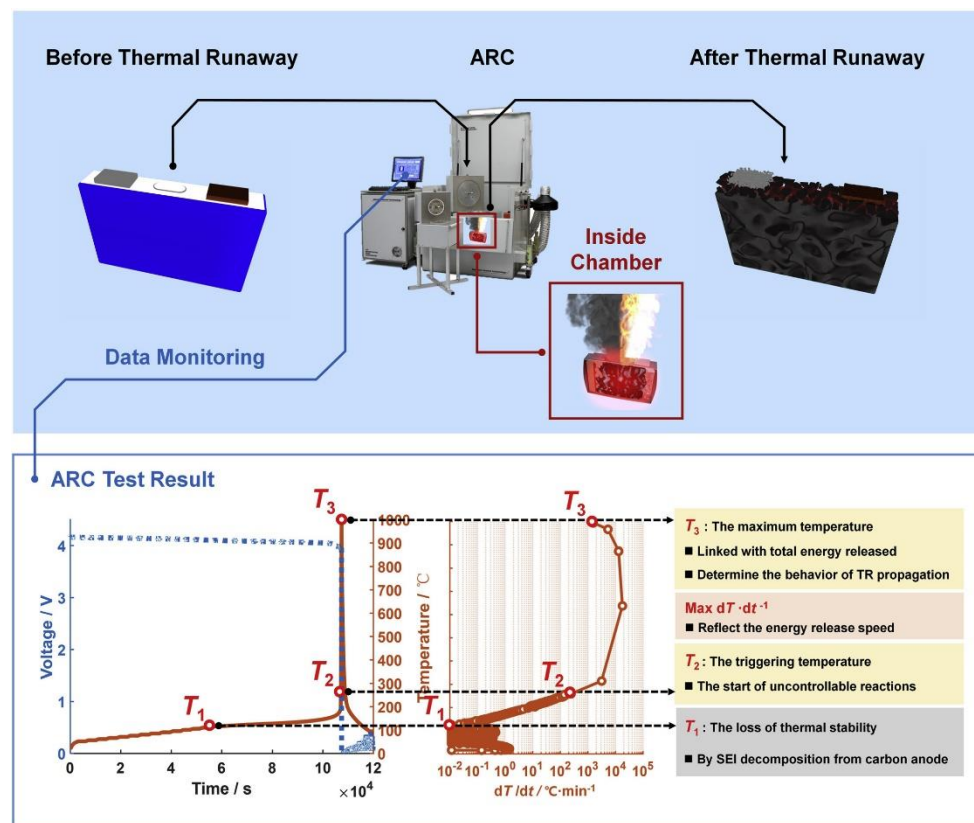 Before Thermal Runaway
ARC
After Thermal Runaway
Inside
Chamber
Data Monitoring
ARC Test Result
T₃
T₂
T₁
Voltage / V
4
3
2
1
0
0
2
4
6
8
10
12
×10⁴
Time / s
1000
900
800
700
600
500
400
300
200
100
0
Temperature / ℃
T₃
T₂
T₁
10⁻² 10⁻¹ 10⁰ 10¹ 10² 10³ 10⁴ 10⁵
dT /dt / ℃·min⁻¹
T₃ : The maximum temperature
■ Linked with total energy released
■ Determine the behavior of TR propagation
Max dT ·dt⁻¹
■ Reflect the energy release speed
T₂ : The triggering temperature
■ The start of uncontrollable reactions
T₁ : The loss of thermal stability
■ By SEI decomposition from carbon anode